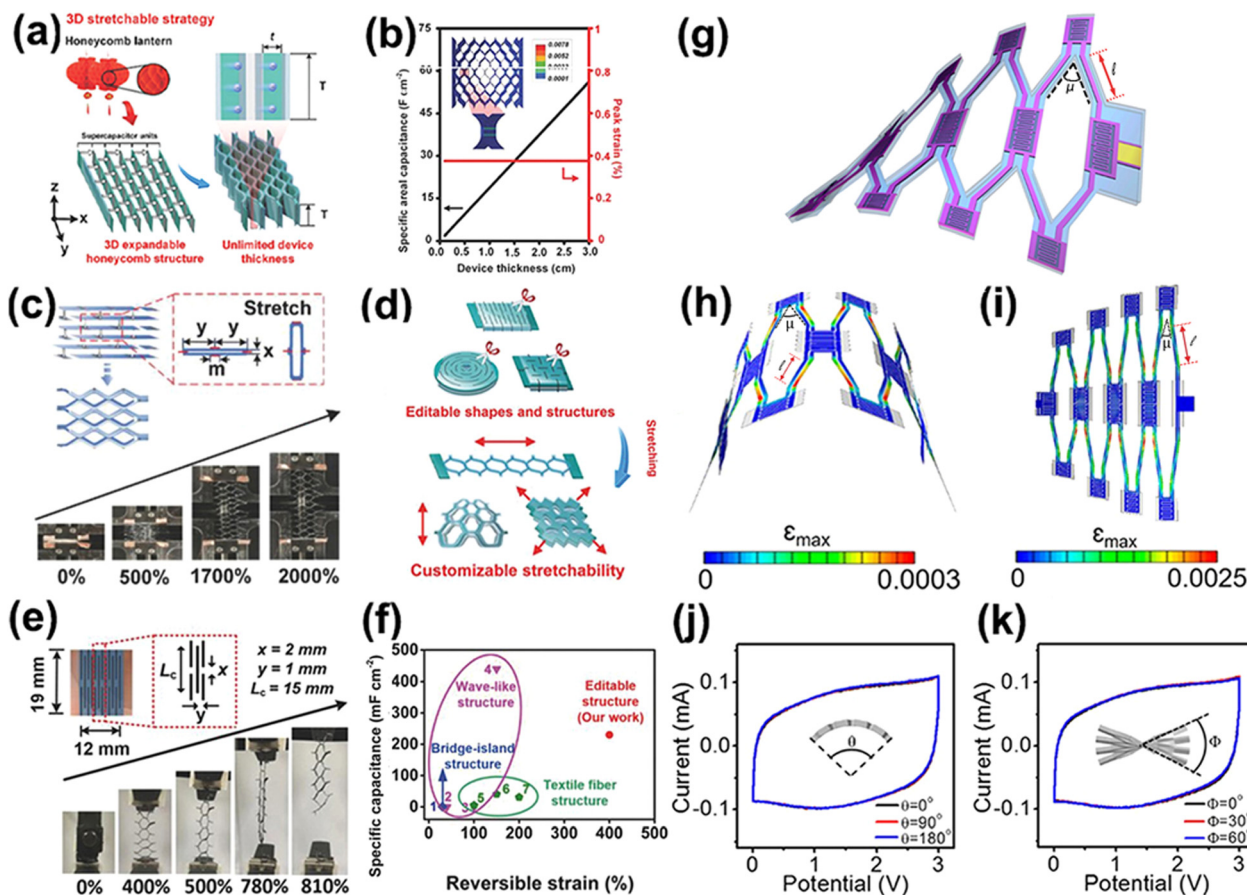 (a)
3D stretchable strategy
Honeycomb lantern
t
T
Supercapacitor units
z
x
y
T
3D expandable
honeycomb structure
Unlimited device
thickness
(b)
Specific areal capacitance (F cm⁻²)
75
60
45
30
15
0
0.0
0.5
1.0
1.5
2.0
2.5
3.0
Device thickness (cm)
1
0.8
0.6
0.4
0.2
0
Peak strain (%)
0.0078
0.0052
0.0001
(c)
Stretch
y
y
x
m
0%
500%
1700%
2000%
(d)
Editable shapes and structures
Stretching
Customizable stretchability
(e)
19 mm
12 mm
Lc
x
y
x = 2 mm
y = 1 mm
Lc = 15 mm
0%
400%
500%
780%
810%
(f)
Specific capacitance (mF cm⁻²)
500
400
300
200
100
0
4
Wave-like
structure
Editable
structure
(Our work)
Bridge-island
structure
Textile fiber
structure
1
2
3
5
6
7
0
100
200
300
400
500
Reversible strain (%)
(g)
μ
l
(h)
μ
εmax
0
0.0003
(i)
μ
εmax
0
0.0025
(j)
Current (mA)
0.1
0.0
-0.1
θ
θ=0°
θ=90°
θ=180°
0
1
2
3
Potential (V)
(k)
Current (mA)
0.1
0.0
-0.1
Φ
Φ=0°
Φ=30°
Φ=60°
0
1
2
3
Potential (V)